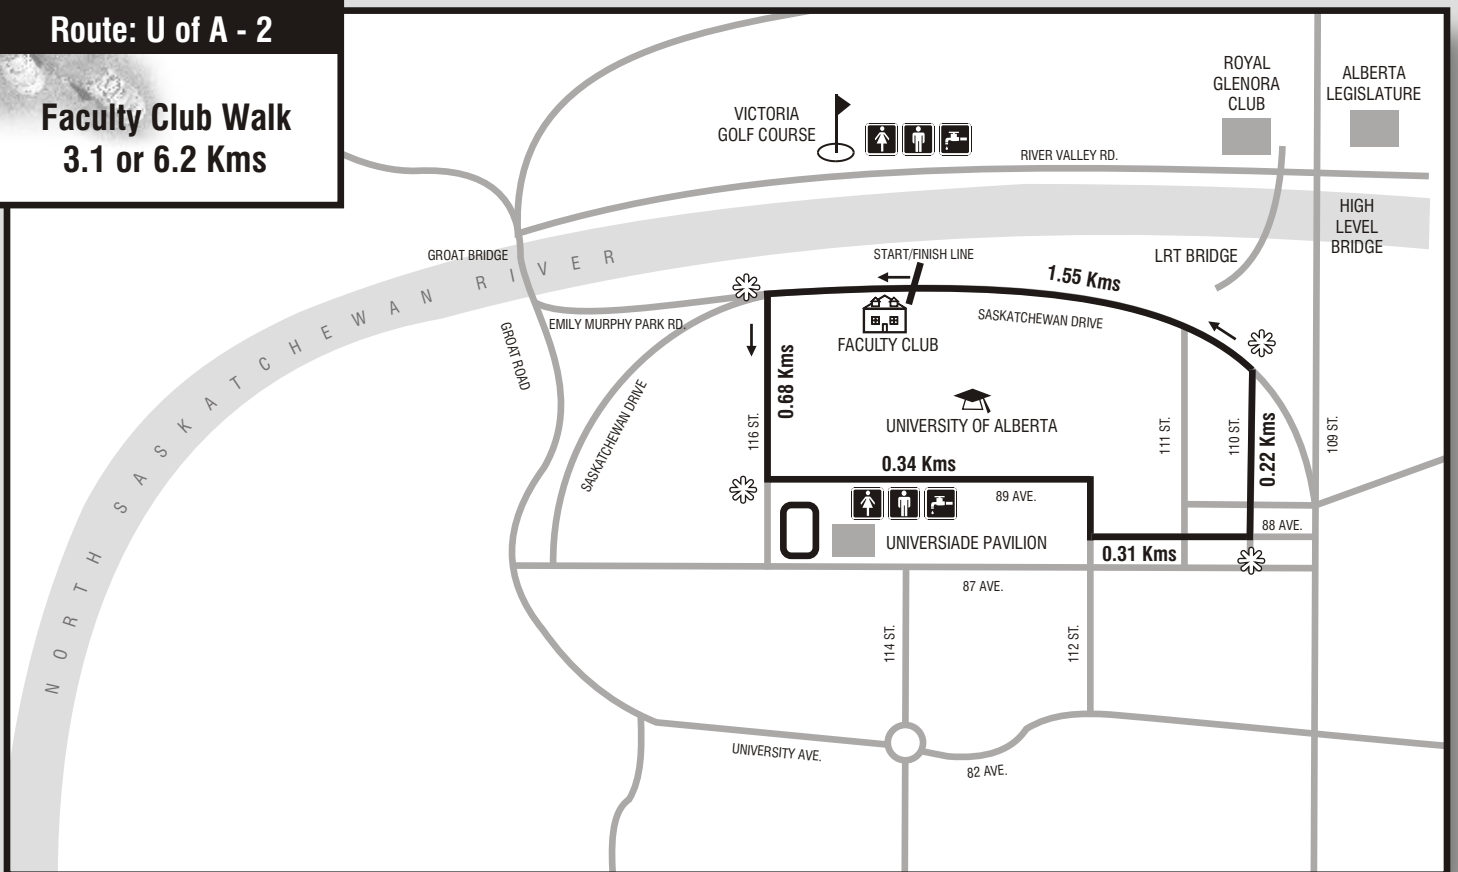 Route: U of A - 2
Faculty Club Walk
3.1 or 6.2 Kms
VICTORIA
GOLF COURSE
ROYAL
GLENORA
CLUB
ALBERTA
LEGISLATURE
RIVER VALLEY RD.
HIGH
LEVEL
BRIDGE
GROAT BRIDGE
NORTH SASKATCHEWAN RIVER
START/FINISH LINE
LRT BRIDGE
1.55 Kms
SASKATCHEWAN DRIVE
EMILY MURPHY PARK RD.
GROAT ROAD
FACULTY CLUB
0.68 Kms
SASKATCHEWAN DRIVE
116 ST.
UNIVERSITY OF ALBERTA
111 ST.
110 ST.
0.22 Kms
109 ST.
0.34 Kms
89 AVE.
88 AVE.
UNIVERSIADE PAVILION
0.31 Kms
87 AVE.
114 ST.
112 ST.
UNIVERSITY AVE.
82 AVE.